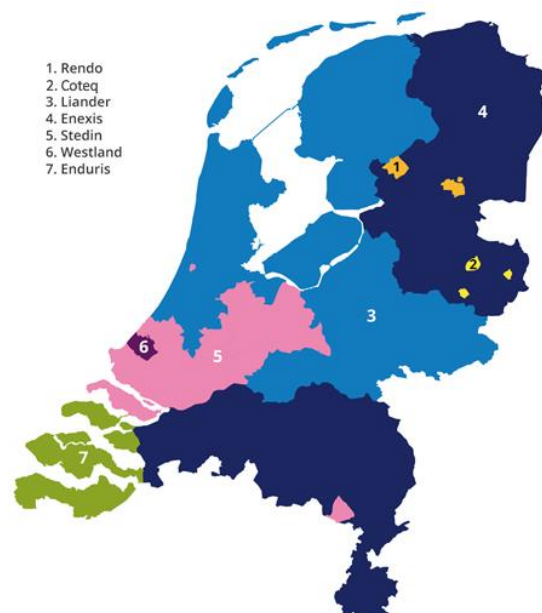 1. Rendo
2. Coteq
3. Liander
4. Enexis
5. Stedin
6. Westland
7. Enduris
4
1
2
3
6
5
7